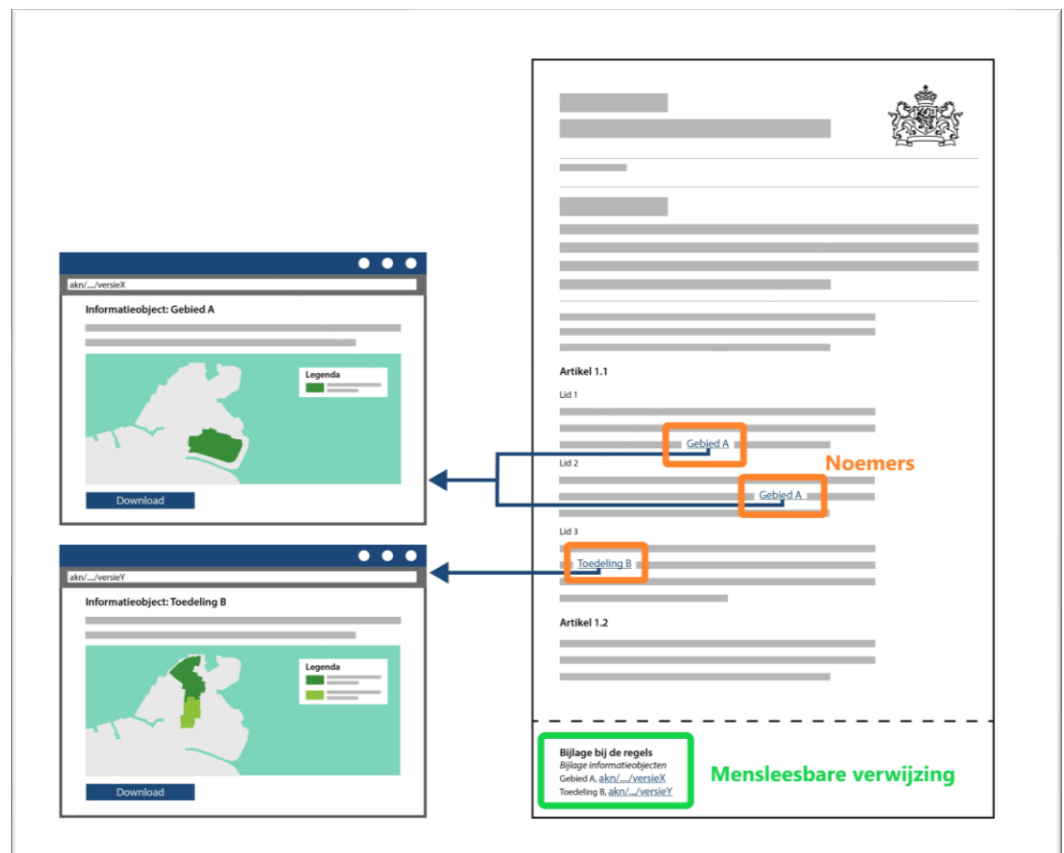 akn/..../versieX
Informatieobject: Gebied A
Legenda
Download
akn/..../versieY
Informatieobject: Toedeling B
Legenda
Download
Artikel 1.1
Lid 1
Gebied A
Noemers
Lid 2
Gebied A
Lid 3
Toedeling B
Artikel 1.2
Bijlage bij de regels
Bijlage informatieobjecten
Gebied A, akn/..../versieX
Toedeling B, akn/..../versieY
Mensleesbare verwijzing